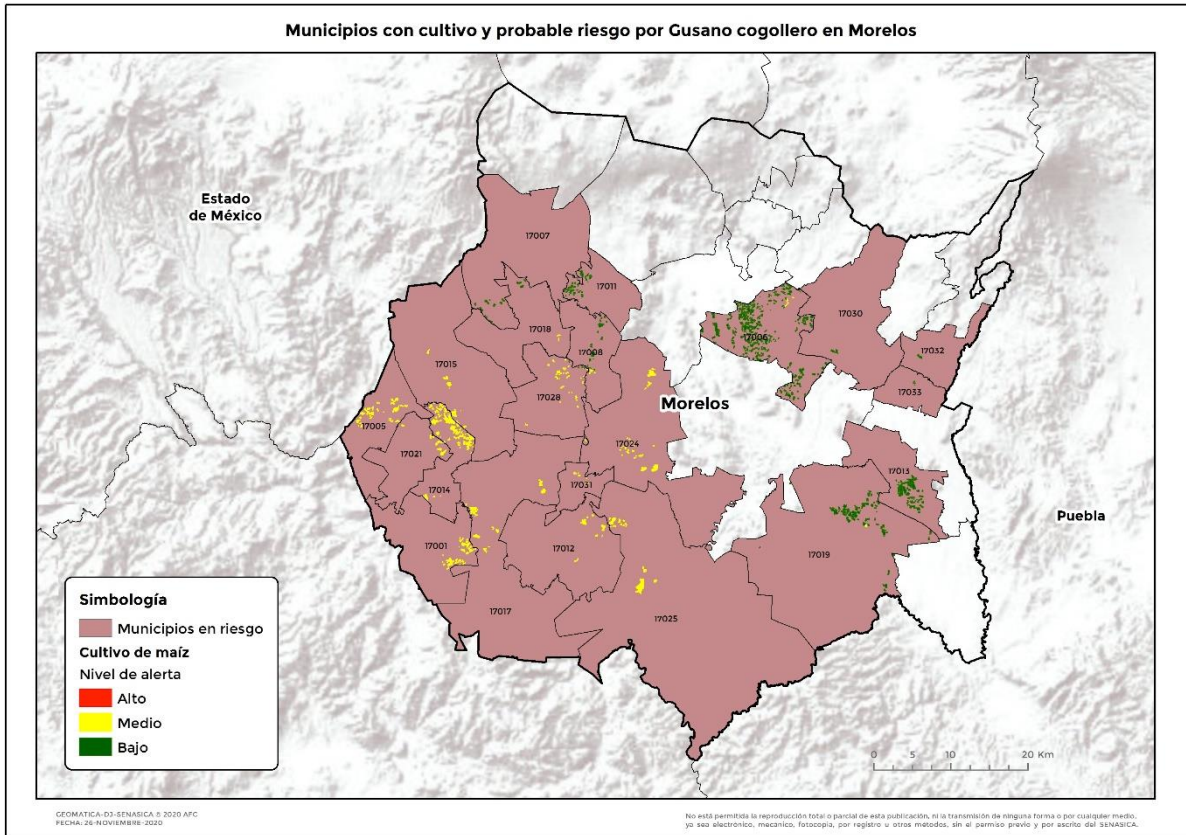 Municipios con cultivo y probable riesgo por Gusano cogollero en Morelos
Estado
de México
17007
17011
17030
17018
17008
17006
17032
17015
17033
17028
Morelos
17005
17024
17021
17013
17014
17031
Puebla
17001
17012
17019
17017
17025
Simbología
Municipios en riesgo
Cultivo de maíz
Nivel de alerta
Alto
Medio
Bajo
0 5 10 20 Km
GEOMATICA-DJ-SENASICA ® 2020 AFC
FECHA: 26-NOVIEMBRE-2020
No está permitida la reproducción total o parcial de esta publicación, ni la transmisión de ninguna forma o por cualquier medio,
ya sea electrónico, mecanico, fotocopia, por registro u otros métodos, sin el permiso previo y por escrito del SENASICA.